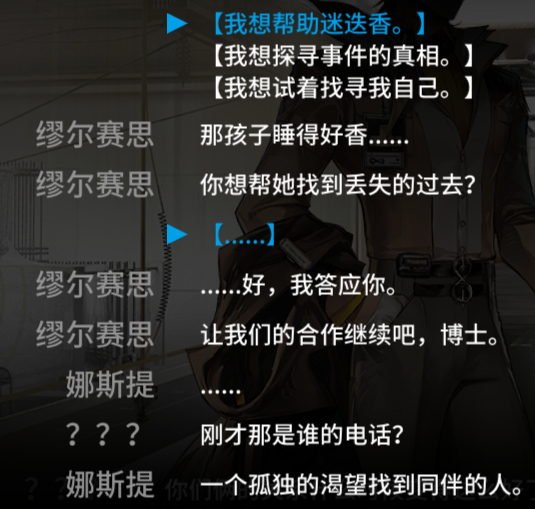 【我想帮助迷迭香。】
【我想探寻事件的真相。】
【我想试着找寻我自己。】
缪尔赛思 那孩子睡得好香......
缪尔赛思 你想帮她找到丢失的过去？
【......】
缪尔赛思 ......好，我答应你。
缪尔赛思 让我们的合作继续吧，博士。
娜斯提 ......
？？？ 刚才那是谁的电话？
娜斯提 一个孤独的渴望找到同伴的人。